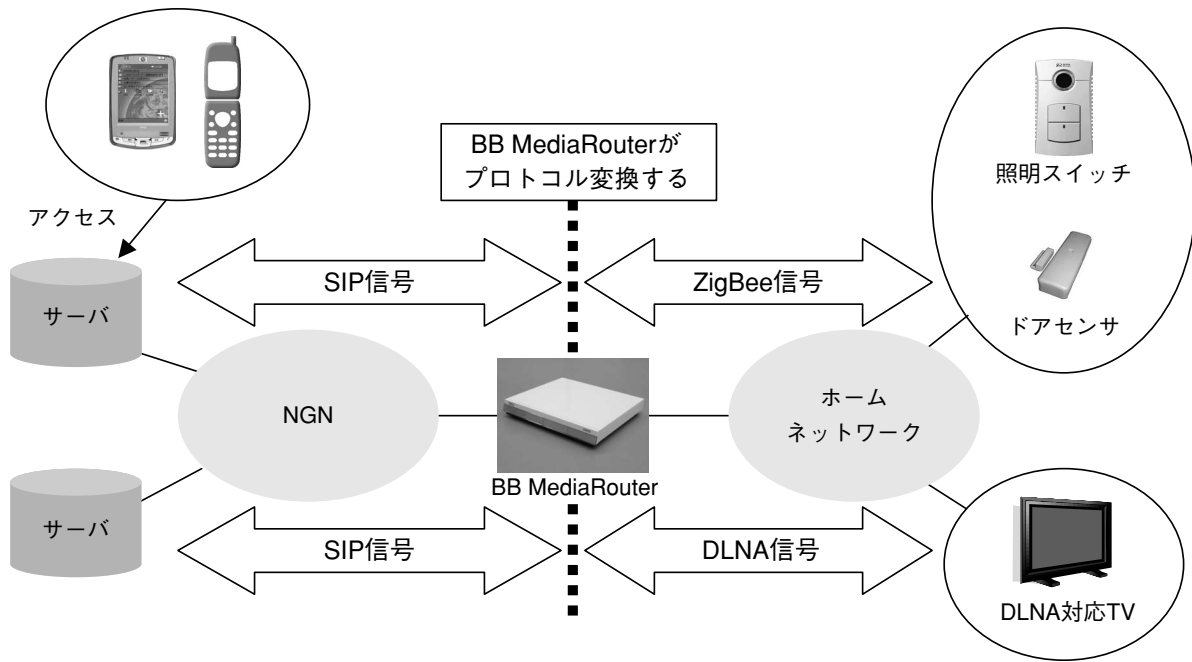 BB MediaRouterが
プロトコル変換する
照明スイッチ
アクセス
SIP信号
ZigBee信号
サーバ
ドアセンサ
NGN
ホーム
ネットワーク
BB MediaRouter
サーバ
SIP信号
DLNA信号
DLNA対応TV